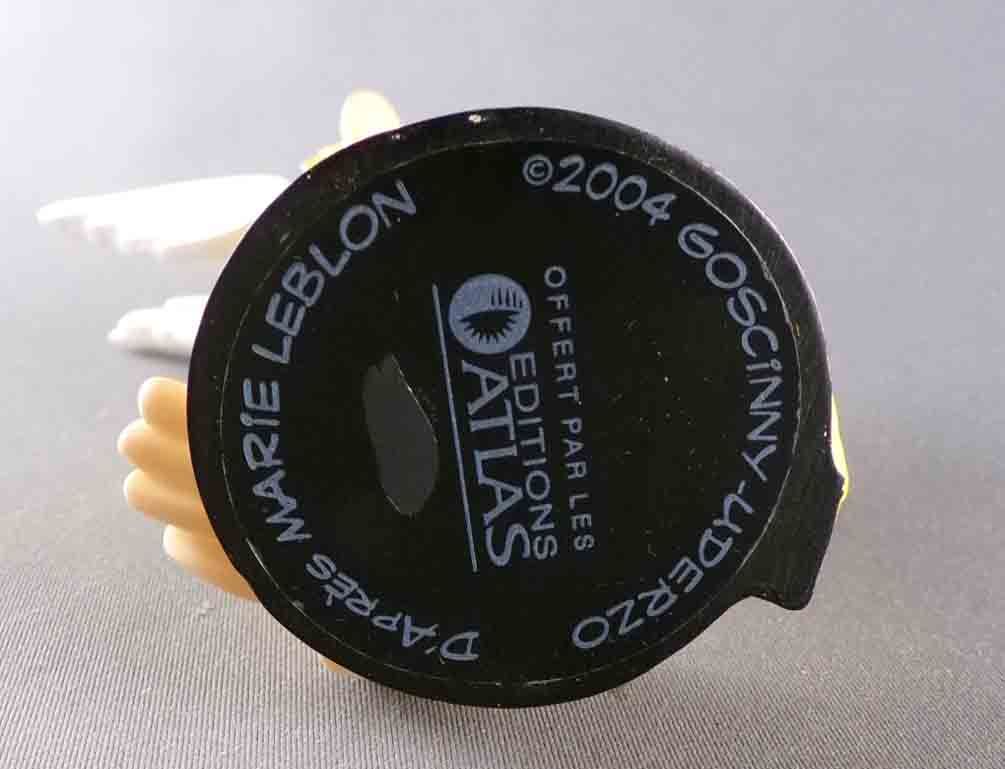 D'APRÈS MARIE LEBLON
©2004 GOSCINNY-UDERZO
OFFERT PAR LES
EDITIONS
ATLAS